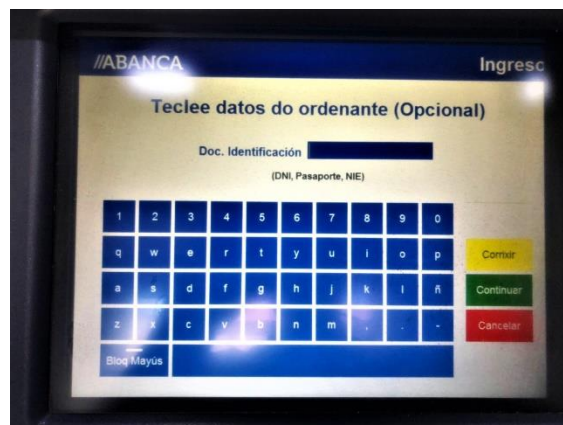 //ABANCA
Ingreso
Teclee datos do ordenante (Opcional)
Doc. Identificación
(DNI, Pasaporte, NIE)
1 2 3 4 5 6 7 8 9 0
q w e r t y u i o p Corrixir
a s d f g h j k l ñ Continuar
z x c v b n m , . - Cancelar
Bloq Mayús